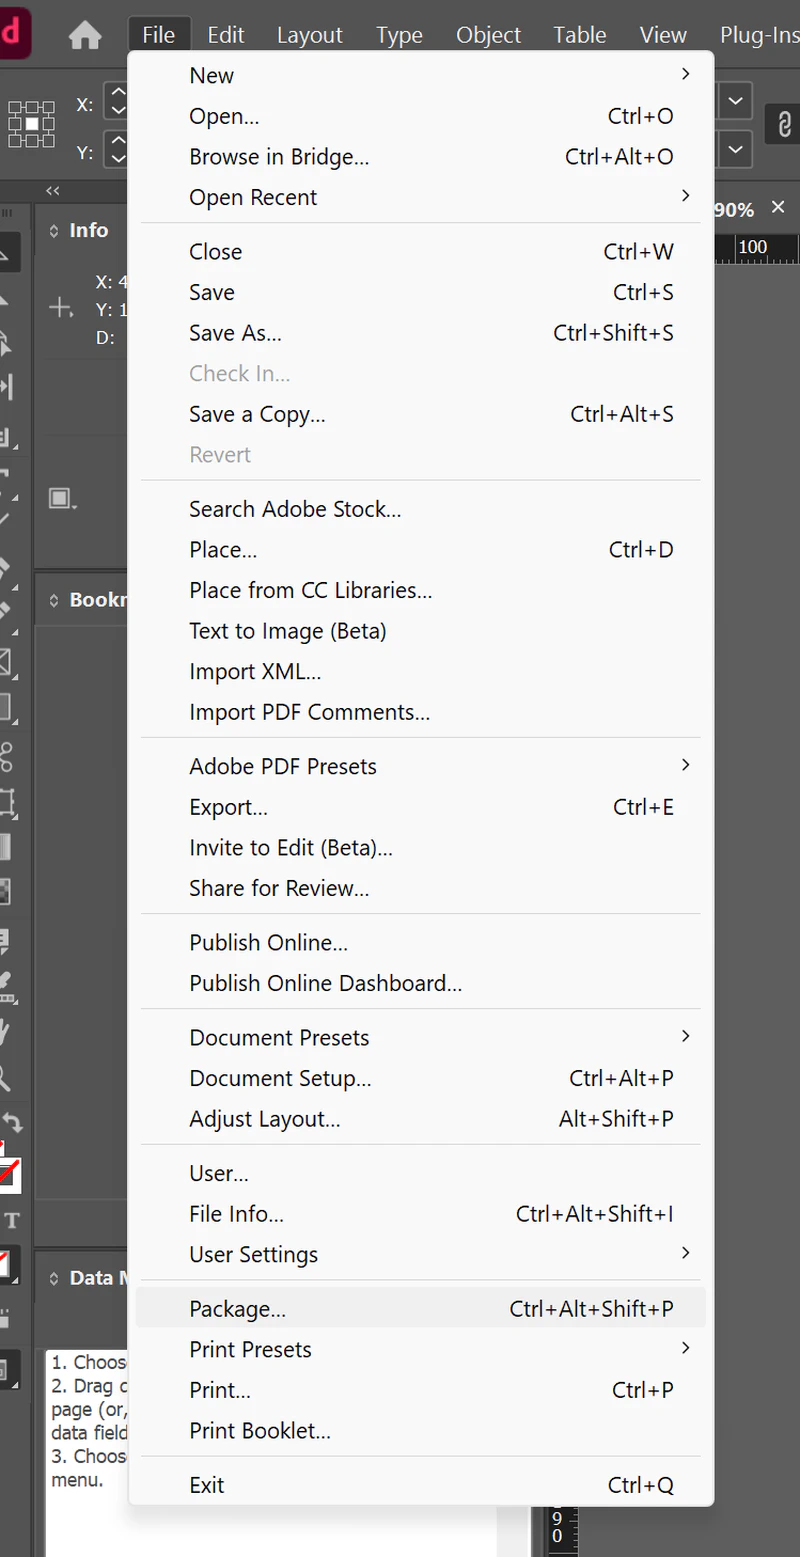 d
File Edit Layout Type Object Table View Plug-Ins
X:
Y:
New
Open... Ctrl+O
Browse in Bridge... Ctrl+Alt+O
Open Recent
90% ×
Info
100
Close Ctrl+W
X: 4
Save Ctrl+S
Y: 1
Save As... Ctrl+Shift+S
D:
Check In...
Save a Copy... Ctrl+Alt+S
Revert
Search Adobe Stock...
Place... Ctrl+D
Place from CC Libraries...
Text to Image (Beta)
Import XML...
Import PDF Comments...
Adobe PDF Presets
Export... Ctrl+E
Invite to Edit (Beta)...
Share for Review...
Publish Online...
Publish Online Dashboard...
Document Presets
Document Setup... Ctrl+Alt+P
Adjust Layout... Alt+Shift+P
User...
File Info... Ctrl+Alt+Shift+I
T
User Settings
Data
Package... Ctrl+Alt+Shift+P
Print Presets
Print... Ctrl+P
Print Booklet...
Exit Ctrl+Q
1. Choos
2. Drag
page (or,
data field
3. Choos
menu.
90